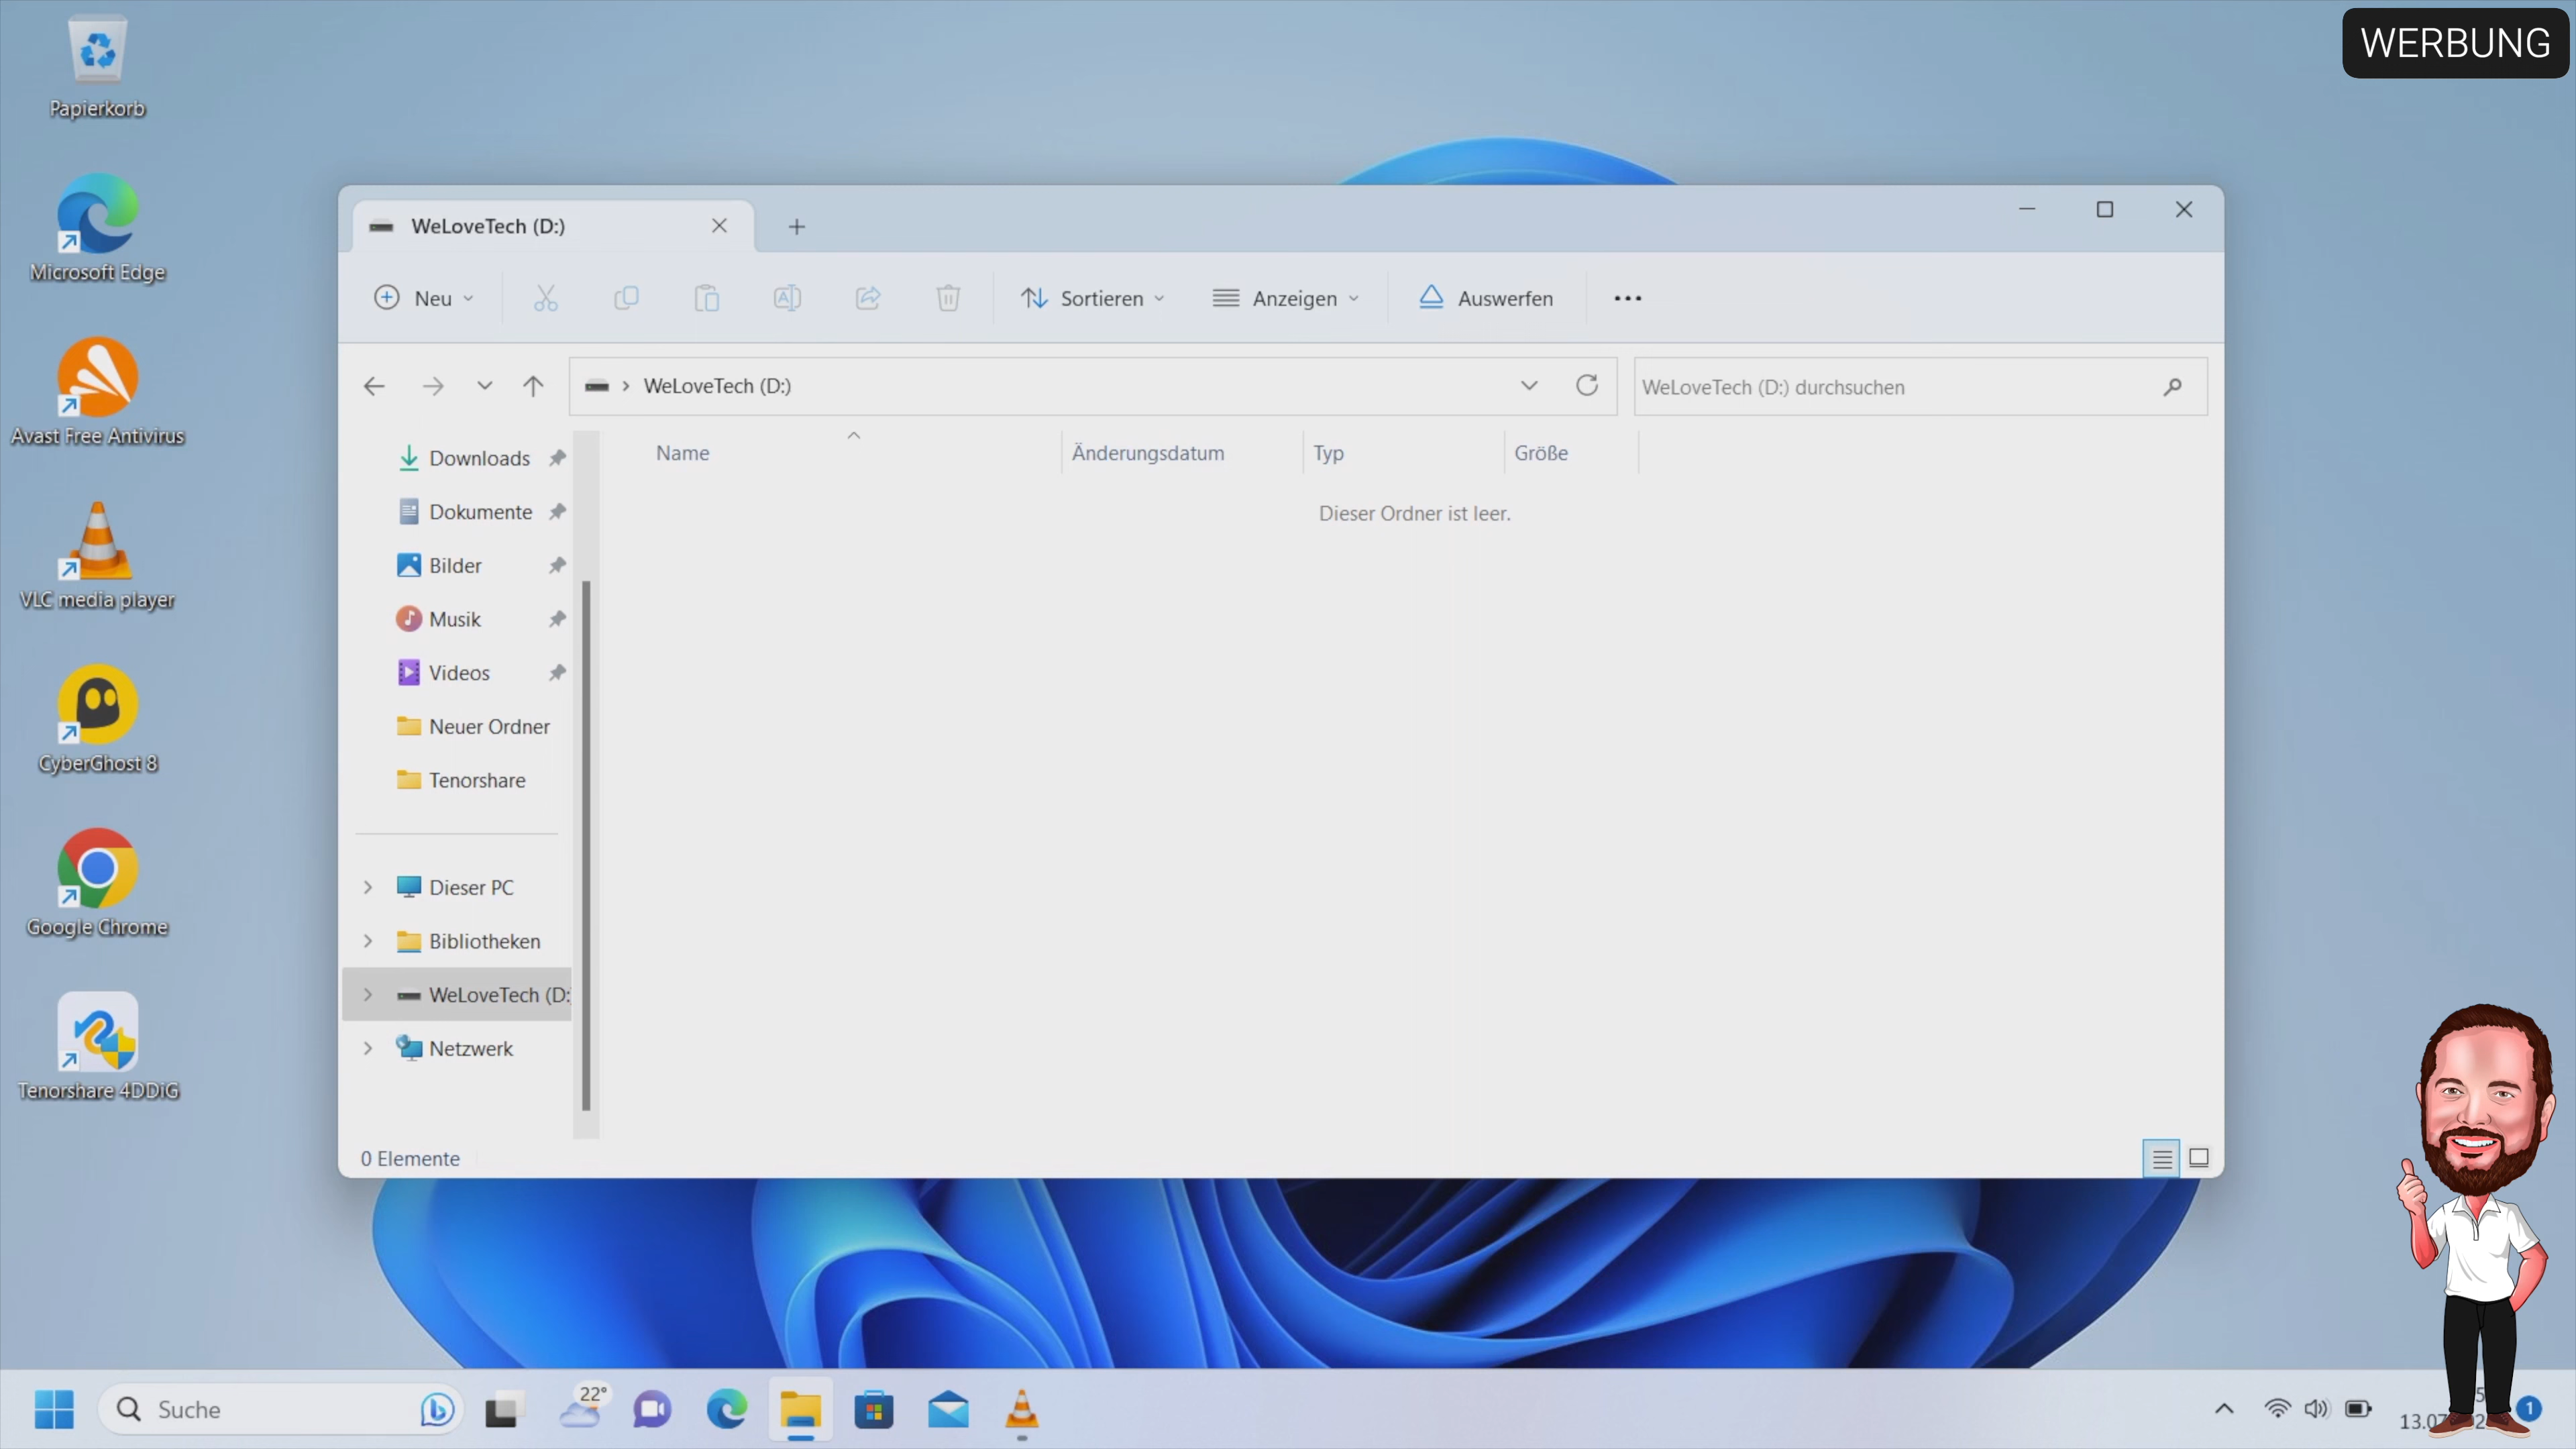 WERBUNG
Papierkorb
Microsoft Edge
Avast Free Antivirus
VLC media player
CyberGhost 8
Google Chrome
Tenorshare 4DDiG
WeLoveTech (D:)
Neu
Sortieren
Anzeigen
Auswerfen
WeLoveTech (D:)
WeLoveTech (D:) durchsuchen
Name
Änderungsdatum
Typ
Größe
Dieser Ordner ist leer.
Downloads
Dokumente
Bilder
Musik
Videos
Neuer Ordner
Tenorshare
Dieser PC
Bibliotheken
WeLoveTech (D:
Netzwerk
0 Elemente
Suche
22°
1